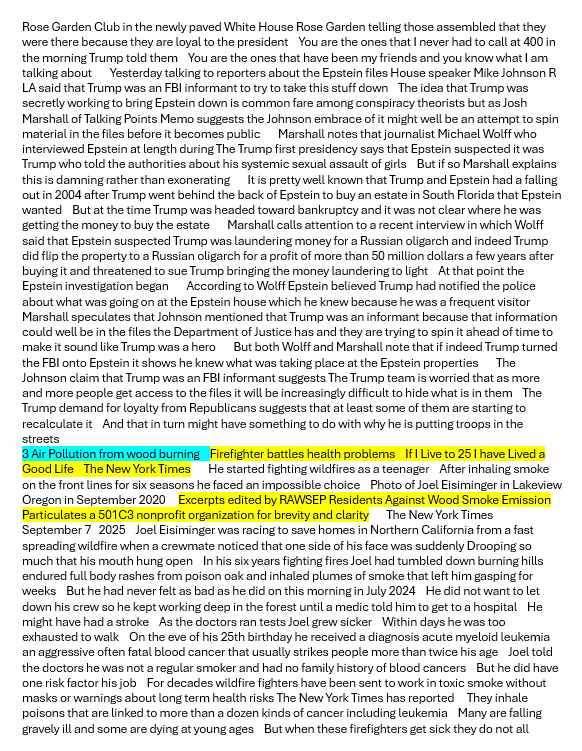 Rose Garden Club in the newly paved White House Rose Garden telling those assembled that they
were there because they are loyal to the president   You are the ones that I never had to call at 400 in
the morning Trump told them   You are the ones that have been my friends and you know what I am
talking about      Yesterday talking to reporters about the Epstein files House speaker Mike Johnson R
LA said that Trump was an FBI informant to try to take this stuff down   The idea that Trump was
secretly working to bring Epstein down is common fare among conspiracy theorists but as Josh
Marshall of Talking Points Memo suggests the Johnson embrace of it might well be an attempt to spin
material in the files before it becomes public      Marshall notes that journalist Michael Wolff who
interviewed Epstein at length during The Trump first presidency says that Epstein suspected it was
Trump who told the authorities about his systemic sexual assault of girls   But if so Marshall explains
this is damning rather than exonerating      It is pretty well known that Trump and Epstein had a falling
out in 2004 after Trump went behind the back of Epstein to buy an estate in South Florida that Epstein
wanted   But at the time Trump was headed toward bankruptcy and it was not clear where he was
getting the money to buy the estate      Marshall calls attention to a recent interview in which Wolff
said that Epstein suspected Trump was laundering money for a Russian oligarch and indeed Trump
did flip the property to a Russian oligarch for a profit of more than 50 million dollars a few years after
buying it and threatened to sue Trump bringing the money laundering to light   At that point the
Epstein investigation began      According to Wolff Epstein believed Trump had notified the police
about what was going on at the Epstein house which he knew because he was a frequent visitor
Marshall speculates that Johnson mentioned that Trump was an informant because that information
could well be in the files the Department of Justice has and they are trying to spin it ahead of time to
make it sound like Trump was a hero      But both Wolff and Marshall note that if indeed Trump turned
the FBI onto Epstein it shows he knew what was taking place at the Epstein properties      The
Johnson claim that Trump was an FBI informant suggests The Trump team is worried that as more
and more people get access to the files it will be increasingly difficult to hide what is in them   The
Trump demand for loyalty from Republicans suggests that at least some of them are starting to
recalculate it   And that in turn might have something to do with why he is putting troops in the
streets
3 Air Pollution from wood burning   Firefighter battles health problems   If I Live to 25 I have Lived a
Good Life   The New York Times      He started fighting wildfires as a teenager   After inhaling smoke
on the front lines for six seasons he faced an impossible choice   Photo of Joel Eisiminger in Lakeview
Oregon in September 2020   Excerpts edited by RAWSEP Residents Against Wood Smoke Emission
Particulates a 501C3 nonprofit organization for brevity and clarity      The New York Times
September 7  2025   Joel Eisiminger was racing to save homes in Northern California from a fast
spreading wildfire when a crewmate noticed that one side of his face was suddenly Drooping so
much that his mouth hung open   In his six years fighting fires Joel had tumbled down burning hills
endured full body rashes from poison oak and inhaled plumes of smoke that left him gasping for
weeks   But he had never felt as bad as he did on this morning in July 2024   He did not want to let
down his crew so he kept working deep in the forest until a medic told him to get to a hospital   He
might have had a stroke   As the doctors ran tests Joel grew sicker   Within days he was too
exhausted to walk   On the eve of his 25th birthday he received a diagnosis acute myeloid leukemia
an aggressive often fatal blood cancer that usually strikes people more than twice his age   Joel told
the doctors he was not a regular smoker and had no family history of blood cancers   But he did have
one risk factor his job   For decades wildfire fighters have been sent to work in toxic smoke without
masks or warnings about long term health risks The New York Times has reported   They inhale
poisons that are linked to more than a dozen kinds of cancer including leukemia   Many are falling
gravely ill and some are dying at young ages   But when these firefighters get sick they do not all